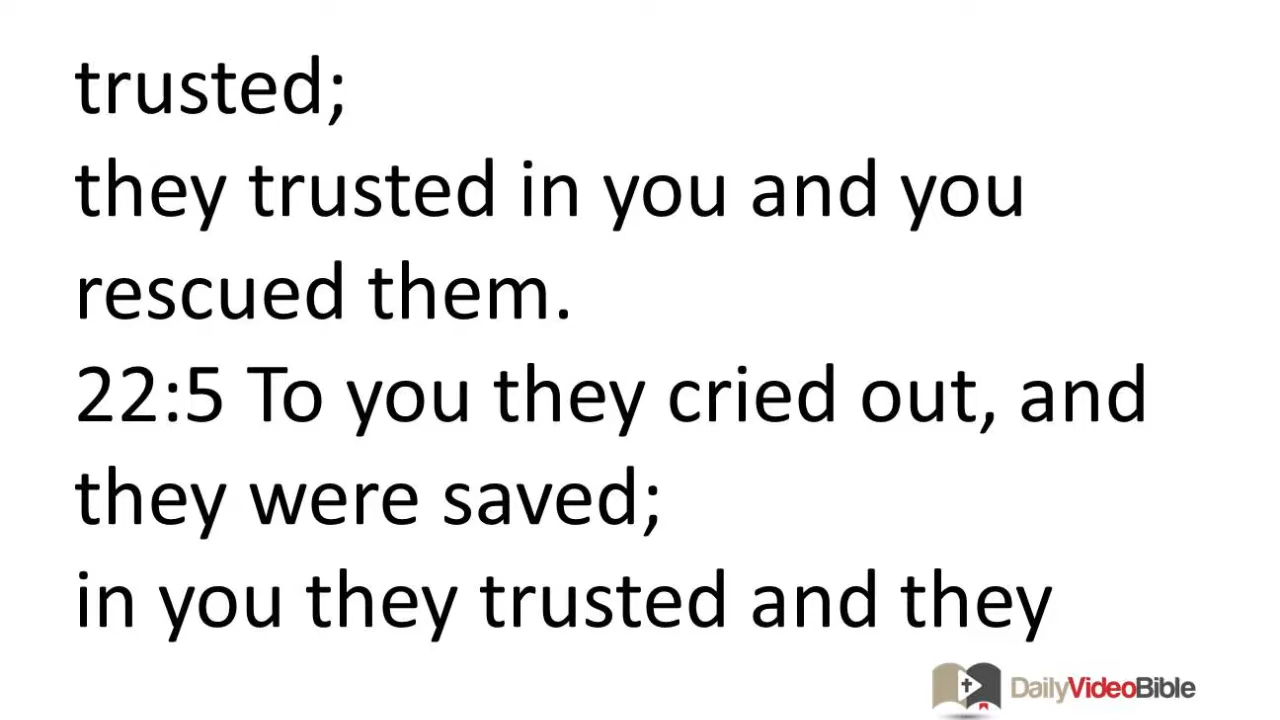 trusted;
they trusted in you and you
rescued them.
22:5 To you they cried out, and
they were saved;
in you they trusted and they
DailyVideoBible